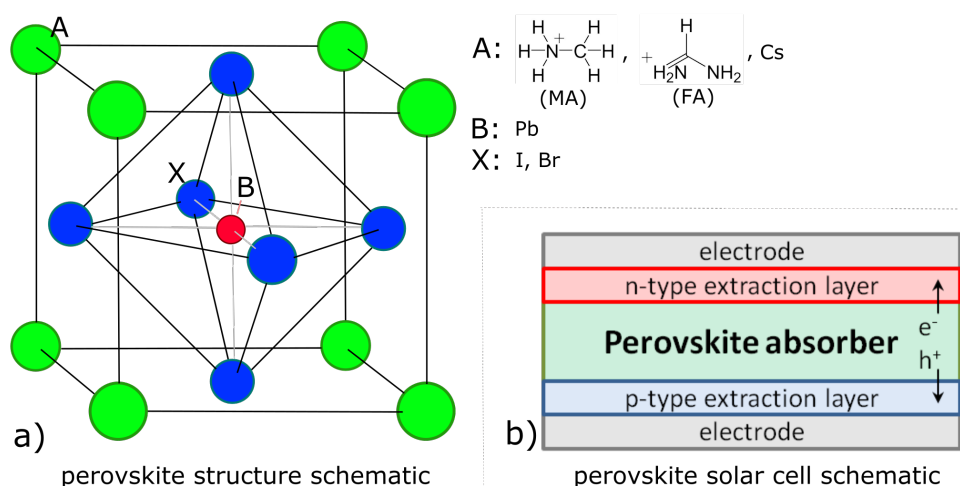 A
X
B
a)
perovskite structure schematic
A: H H H N + C H H H (MA) , + H H₂N NH₂ (FA) , Cs
B: Pb
X: I, Br
electrode
n-type extraction layer
Perovskite absorber
e⁻
h⁺
p-type extraction layer
electrode
b)
perovskite solar cell schematic